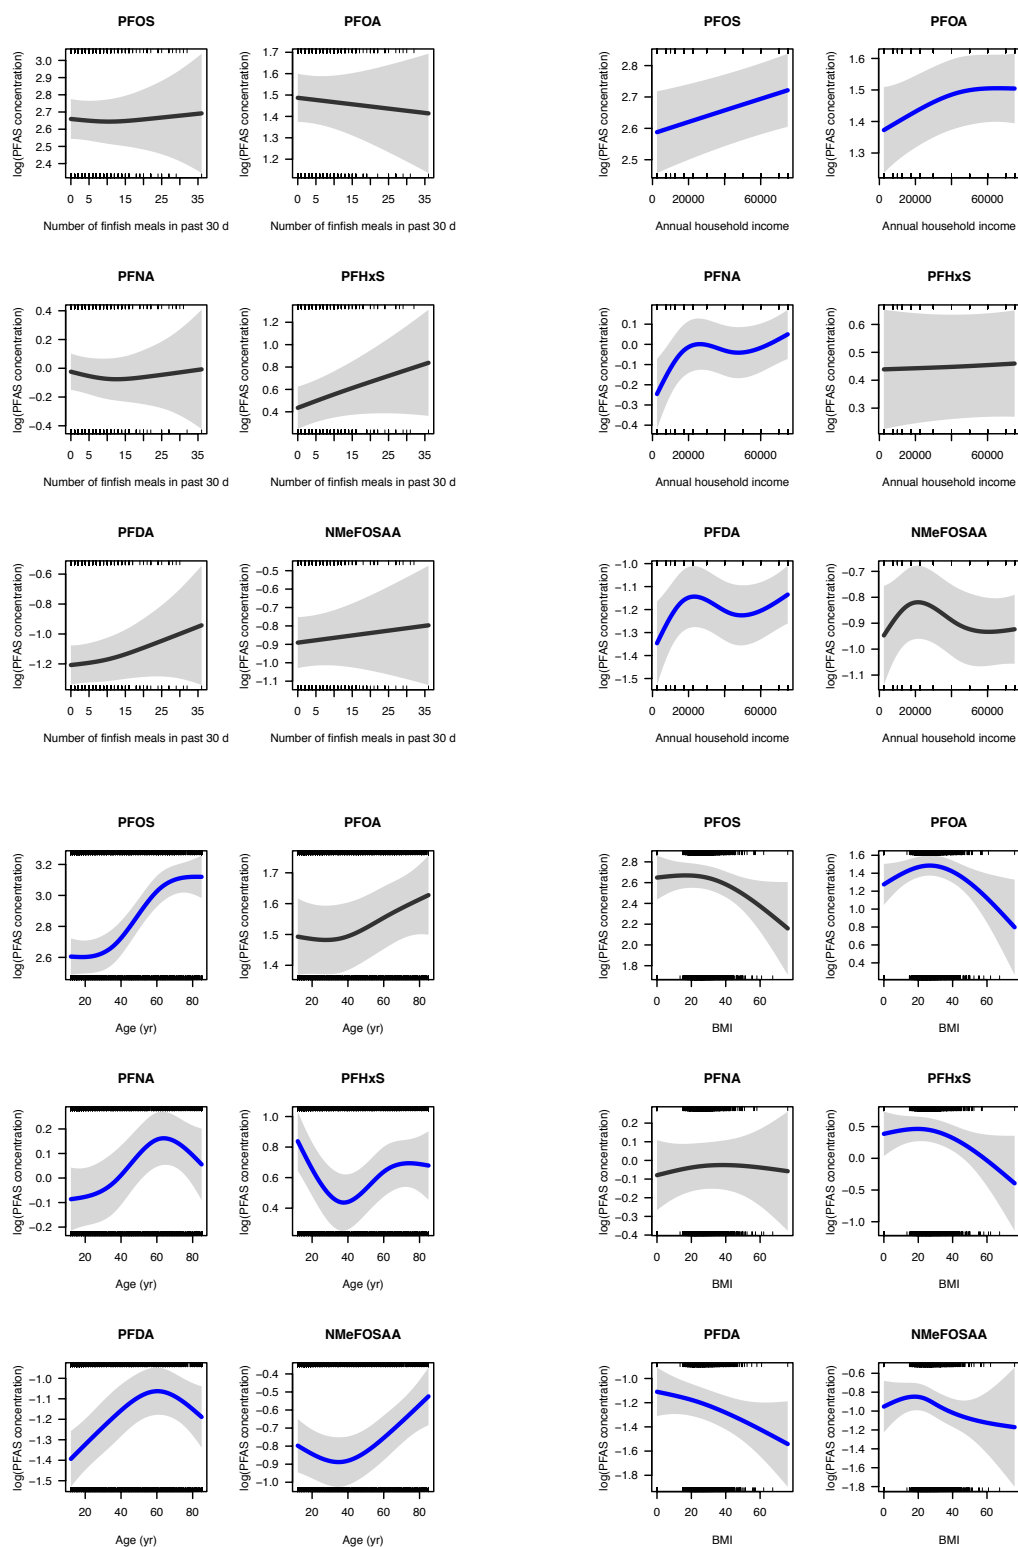 PFOS
log(PFAS concentration)
3.0
2.9
2.8
2.7
2.6
2.5
2.4
0 5 15 25 35
Number of finfish meals in past 30 d
PFOA
log(PFAS concentration)
1.7
1.6
1.5
1.4
1.3
1.2
0 5 15 25 35
Number of finfish meals in past 30 d
PFNA
log(PFAS concentration)
0.4
0.2
0.0
−0.2
−0.4
0 5 15 25 35
Number of finfish meals in past 30 d
PFHxS
log(PFAS concentration)
1.2
1.0
0.8
0.6
0.4
0 5 15 25 35
Number of finfish meals in past 30 d
PFDA
log(PFAS concentration)
−0.6
−0.8
−1.0
−1.2
0 5 15 25 35
Number of finfish meals in past 30 d
NMeFOSAA
log(PFAS concentration)
−0.5
−0.6
−0.7
−0.8
−0.9
−1.0
−1.1
0 5 15 25 35
Number of finfish meals in past 30 d
PFOS
log(PFAS concentration)
2.8
2.7
2.6
2.5
0 20000 60000
Annual household income
PFOA
log(PFAS concentration)
1.6
1.5
1.4
1.3
0 20000 60000
Annual household income
PFNA
log(PFAS concentration)
0.1
0.0
−0.1
−0.2
−0.3
−0.4
0 20000 60000
Annual household income
PFHxS
log(PFAS concentration)
0.6
0.5
0.4
0.3
0 20000 60000
Annual household income
PFDA
log(PFAS concentration)
−1.0
−1.1
−1.2
−1.3
−1.4
−1.5
0 20000 60000
Annual household income
NMeFOSAA
log(PFAS concentration)
−0.7
−0.8
−0.9
−1.0
−1.1
0 20000 60000
Annual household income
PFOS
log(PFAS concentration)
3.2
3.0
2.8
2.6
20 40 60 80
Age (yr)
PFOA
log(PFAS concentration)
1.7
1.6
1.5
1.4
20 40 60 80
Age (yr)
PFNA
log(PFAS concentration)
0.2
0.1
0.0
−0.1
−0.2
20 40 60 80
Age (yr)
PFHxS
log(PFAS concentration)
1.0
0.8
0.6
0.4
20 40 60 80
Age (yr)
PFDA
log(PFAS concentration)
−1.0
−1.1
−1.2
−1.3
−1.4
−1.5
20 40 60 80
Age (yr)
NMeFOSAA
log(PFAS concentration)
−0.4
−0.5
−0.6
−0.7
−0.8
−0.9
−1.0
20 40 60 80
Age (yr)
PFOS
log(PFAS concentration)
2.8
2.6
2.4
2.2
2.0
1.8
0 20 40 60
BMI
PFOA
log(PFAS concentration)
1.6
1.4
1.2
1.0
0.8
0.6
0.4
0 20 40 60
BMI
PFNA
log(PFAS concentration)
0.2
0.1
0.0
−0.1
−0.2
−0.3
−0.4
0 20 40 60
BMI
PFHxS
log(PFAS concentration)
0.5
0.0
−0.5
−1.0
0 20 40 60
BMI
PFDA
log(PFAS concentration)
−1.0
−1.2
−1.4
−1.6
−1.8
0 20 40 60
BMI
NMeFOSAA
log(PFAS concentration)
−0.6
−0.8
−1.0
−1.2
−1.4
−1.6
−1.8
0 20 40 60
BMI